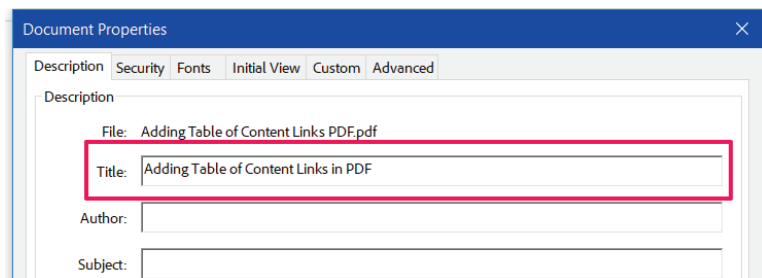 Document Properties
Description Security Fonts Initial View Custom Advanced
Description
File: Adding Table of Content Links PDF.pdf
Title: Adding Table of Content Links in PDF
Author:
Subject: